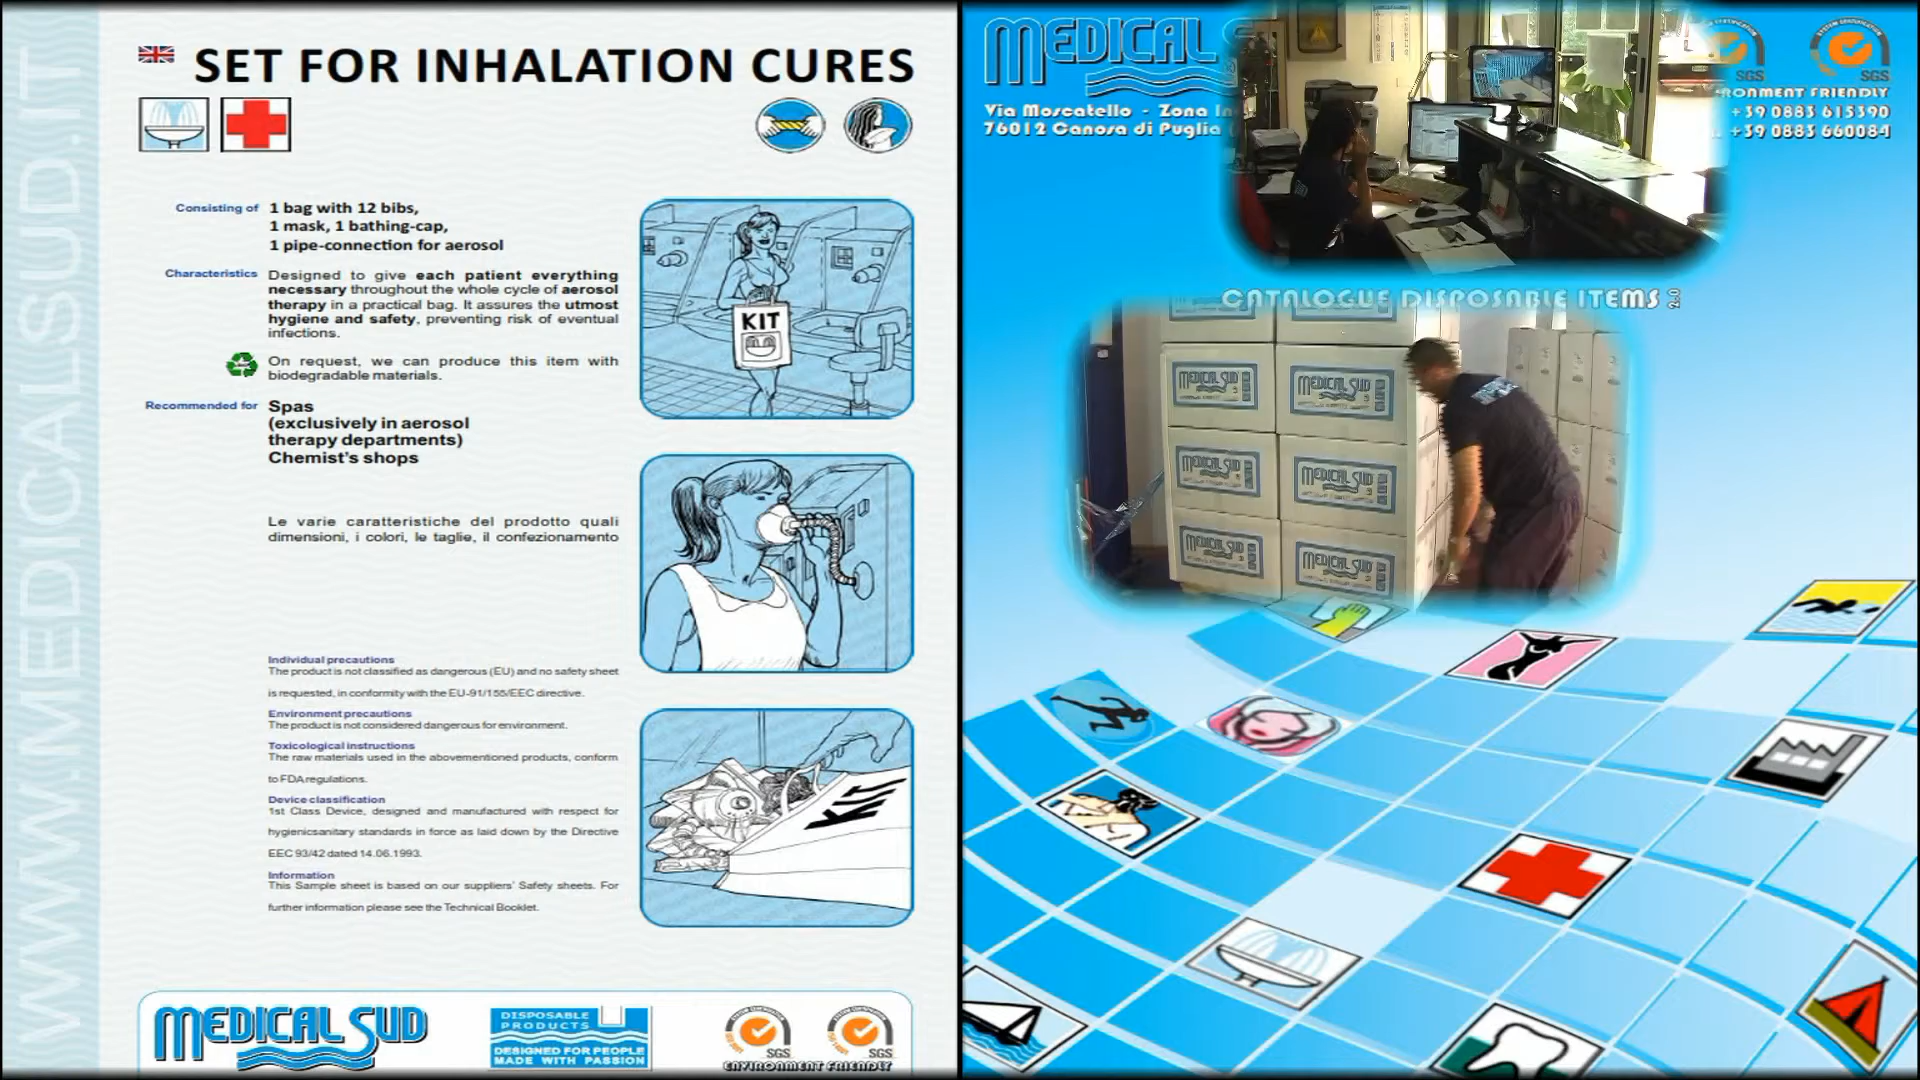 WWW.MEDICALSUD.IT
SET FOR INHALATION CURES
Consisting of 1 bag with 12 bibs,
1 mask, 1 bathing-cap,
1 pipe-connection for aerosol
Characteristics Designed to give each patient everything
necessary throughout the whole cycle of aerosol
therapy in a practical bag. It assures the utmost
hygiene and safety, preventing risk of eventual
infections.
On request, we can produce this item with
biodegradable materials.
Recommended for Spas
(exclusively in aerosol
therapy departments)
Chemist's shops
Le varie caratteristiche del prodotto quali
dimensioni, i colori, le taglie, il confezionamento
Individual precautions
The product is not classified as dangerous (EU) and no safety sheet
is requested, in conformity with the EU-91/155/EEC directive.
Environment precautions
The product is not considered dangerous for environment.
Toxicological instructions
The raw materials used in the abovementioned products, conform
to FDA regulations.
Device classification
1st Class Device, designed and manufactured with respect for
hygienicsanitary standards in force as laid down by the Directive
EEC 93/42 dated 14.06.1993.
Information
This Sample sheet is based on our suppliers' Safety sheets. For
further information please see the Technical Booklet.
KIT
KIT
MEDICAL SUD
DISPOSABLE
PRODUCTS
DESIGNED FOR PEOPLE
MADE WITH PASSION
SGS
SGS
ENVIRONMENT FRIENDLY
MEDICAL S
Via Moscatello - Zona In
76012 Canosa di Puglia
SGS
SGS
RONMENT FRIENDLY
+39 0883 615390
+39 0883 660084
CATALOGUE DISPOSABLE ITEMS 2.0
MEDICAL SUD
MEDICAL SUD
MEDICAL SUD
MEDICAL SUD
MEDICAL SUD
MEDICAL SUD